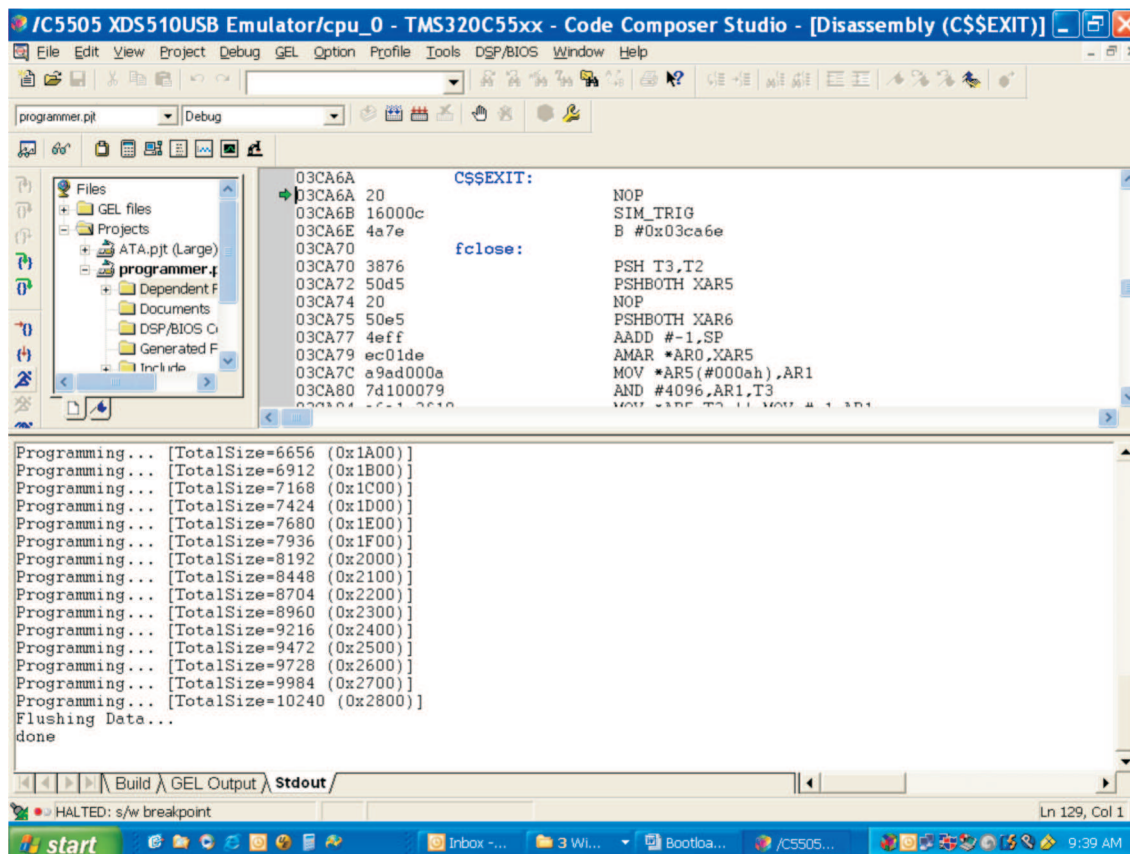 /C5505 XDS510USB Emulator/cpu_0 - TMS320C55xx - Code Composer Studio - [Disassembly (C$$EXIT)]
File Edit View Project Debug GEL Option Profile Tools DSP/BIOS Window Help
programmer.pjt Debug
Files
GEL files
Projects
ATA.pjt (Large)
programmer.p
Dependent F
Documents
DSP/BIOS C
Generated F
Include
03CA6A C$$EXIT:
03CA6A 20 NOP
03CA6B 16000c SIM_TRIG
03CA6E 4a7e B #0x03ca6e
03CA70 fclose:
03CA70 3876 PSH T3,T2
03CA72 50d5 PSHBOTH XAR5
03CA74 20 NOP
03CA75 50e5 PSHBOTH XAR6
03CA77 4eff AADD #-1,SP
03CA79 ec01de AMAR *AR0,XAR5
03CA7C a9ad000a MOV *AR5(#000ah),AR1
03CA80 7d100079 AND #4096,AR1,T3
Programming... [TotalSize=6656 (0x1A00)]
Programming... [TotalSize=6912 (0x1B00)]
Programming... [TotalSize=7168 (0x1C00)]
Programming... [TotalSize=7424 (0x1D00)]
Programming... [TotalSize=7680 (0x1E00)]
Programming... [TotalSize=7936 (0x1F00)]
Programming... [TotalSize=8192 (0x2000)]
Programming... [TotalSize=8448 (0x2100)]
Programming... [TotalSize=8704 (0x2200)]
Programming... [TotalSize=8960 (0x2300)]
Programming... [TotalSize=9216 (0x2400)]
Programming... [TotalSize=9472 (0x2500)]
Programming... [TotalSize=9728 (0x2600)]
Programming... [TotalSize=9984 (0x2700)]
Programming... [TotalSize=10240 (0x2800)]
Flushing Data...
done
Build GEL Output Stdout
HALTED: s/w breakpoint Ln 129, Col 1
start Inbox -... 3 Wi... Bootloa... /C5505... 9:39 AM